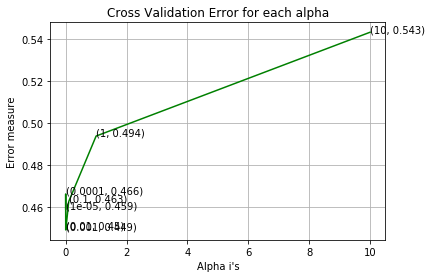 Cross Validation Error for each alpha
Error measure
0.54
0.52
0.50
0.48
0.46
(10, 0.543)
(1, 0.494)
(0.0001, 0.466)
(0.1, 0.463)
(1e-05, 0.459)
0 2 4 6 8 10
Alpha i's